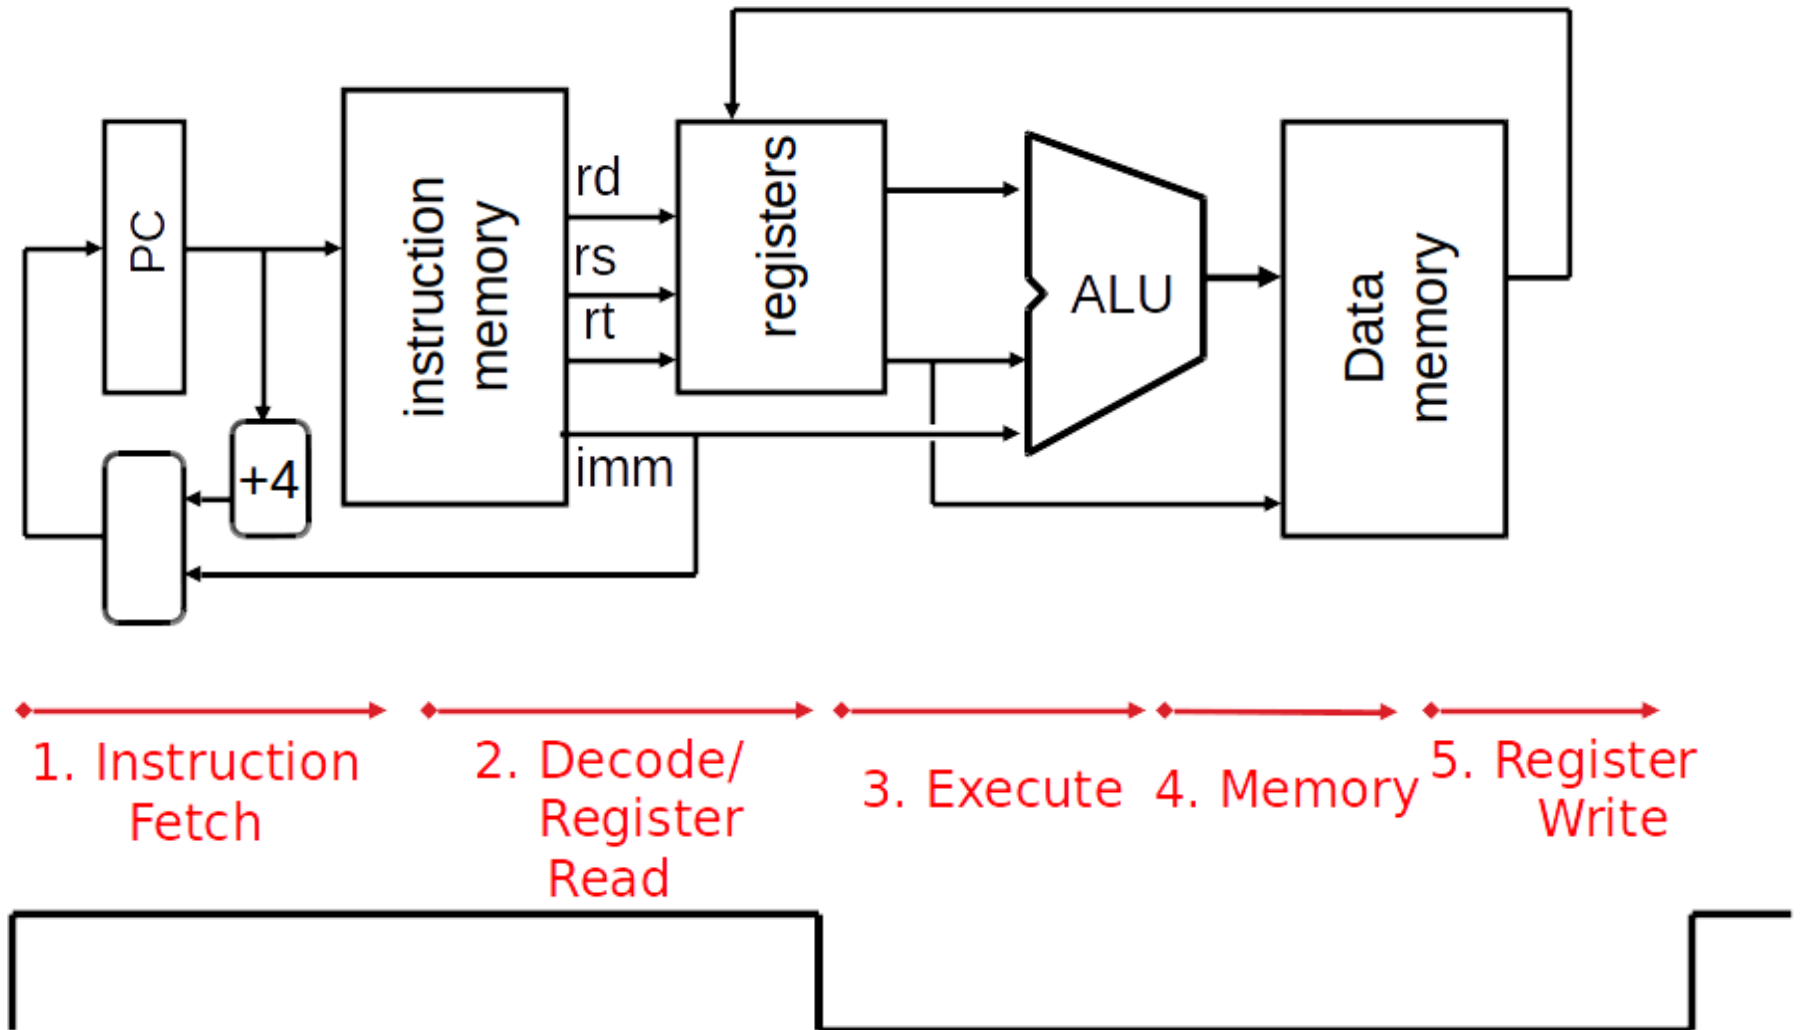 PC
+4
instruction
memory
rd
rs
rt
imm
registers
ALU
Data
memory
1. Instruction
Fetch
2. Decode/
Register
Read
3. Execute
4. Memory
5. Register
Write